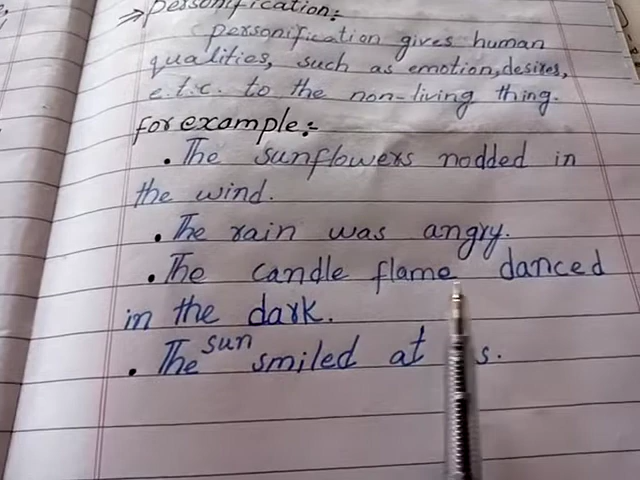 ⇒ Personification:
Personification gives human
qualities, such as emotion, desires,
e.t.c. to the non-living thing.
for example:
• The sunflowers nodded in
the wind.
• The rain was angry.
• The candle flame danced
in the dark.
• The sun smiled at s.